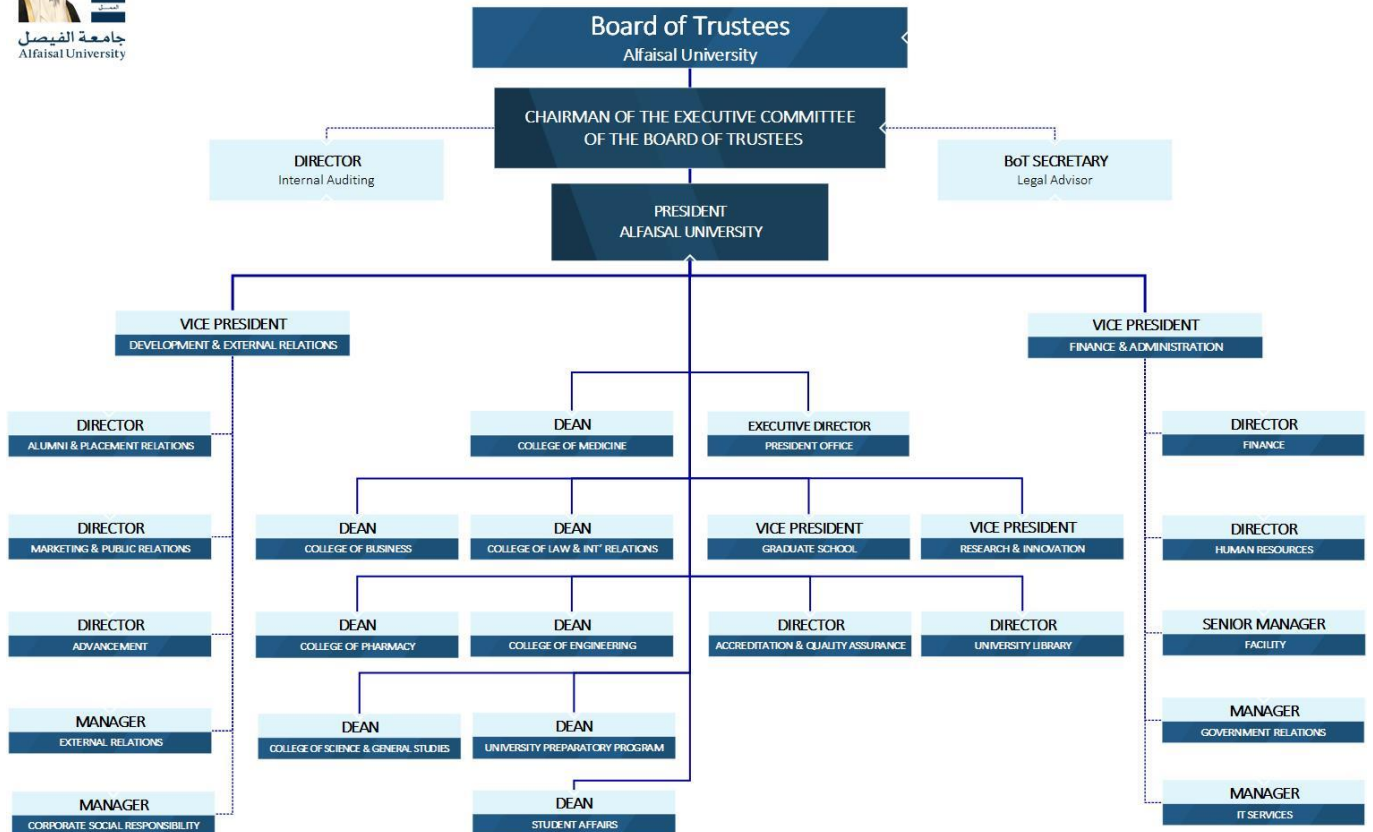 الفيصل
جامعة الفيصل
Alfaisal University
Board of Trustees
Alfaisal University
CHAIRMAN OF THE EXECUTIVE COMMITTEE
OF THE BOARD OF TRUSTEES
DIRECTOR
Internal Auditing
BoT SECRETARY
Legal Advisor
PRESIDENT
ALFAISAL UNIVERSITY
VICE PRESIDENT
DEVELOPMENT & EXTERNAL RELATIONS
VICE PRESIDENT
FINANCE & ADMINISTRATION
DIRECTOR
ALUMNI & PLACEMENT RELATIONS
DEAN
COLLEGE OF MEDICINE
EXECUTIVE DIRECTOR
PRESIDENT OFFICE
DIRECTOR
FINANCE
DIRECTOR
MARKETING & PUBLIC RELATIONS
DEAN
COLLEGE OF BUSINESS
DEAN
COLLEGE OF LAW & INT' RELATIONS
VICE PRESIDENT
GRADUATE SCHOOL
VICE PRESIDENT
RESEARCH & INNOVATION
DIRECTOR
HUMAN RESOURCES
DIRECTOR
ADVANCEMENT
DEAN
COLLEGE OF PHARMACY
DEAN
COLLEGE OF ENGINEERING
DIRECTOR
ACCREDITATION & QUALITY ASSURANCE
DIRECTOR
UNIVERSITY LIBRARY
SENIOR MANAGER
FACILITY
MANAGER
EXTERNAL RELATIONS
DEAN
COLLEGE OF SCIENCE & GENERAL STUDIES
DEAN
UNIVERSITY PREPARATORY PROGRAM
MANAGER
GOVERNMENT RELATIONS
MANAGER
CORPORATE SOCIAL RESPONSIBILITY
DEAN
STUDENT AFFAIRS
MANAGER
IT SERVICES